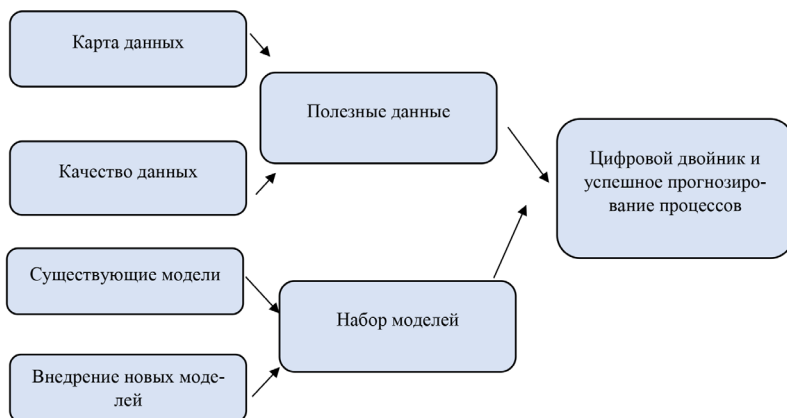 Карта данных
Полезные данные
Качество данных
Цифровой двойник и
успешное прогнозиро-
вание процессов
Существующие модели
Набор моделей
Внедрение новых моде-
лей